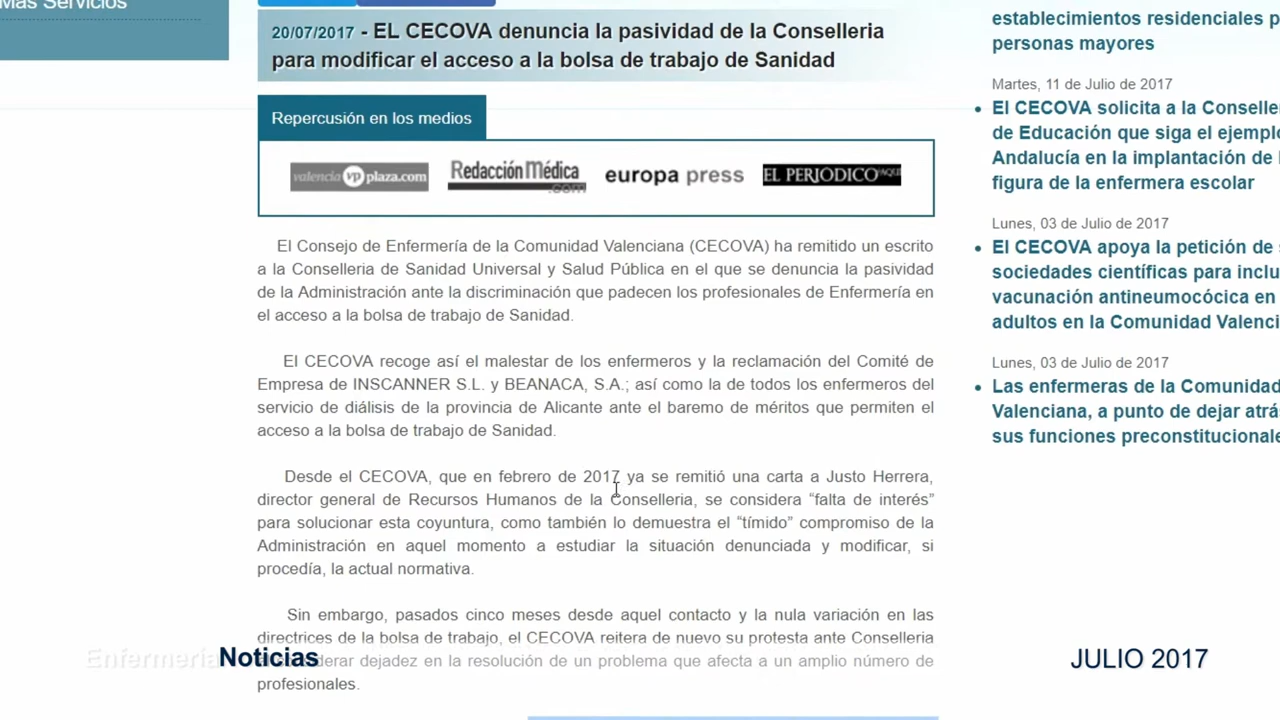 Más Servicios
20/07/2017 - EL CECOVA denuncia la pasividad de la Conselleria
para modificar el acceso a la bolsa de trabajo de Sanidad
Repercusión en los medios
valencia vp plaza.com
Redacción Médica
.com
europa press
EL PERIODICO
El Consejo de Enfermería de la Comunidad Valenciana (CECOVA) ha remitido un escrito
a la Conselleria de Sanidad Universal y Salud Pública en el que se denuncia la pasividad
de la Administración ante la discriminación que padecen los profesionales de Enfermería en
el acceso a la bolsa de trabajo de Sanidad.
El CECOVA recoge así el malestar de los enfermeros y la reclamación del Comité de
Empresa de INSCANNER S.L. y BEANACA, S.A.; así como la de todos los enfermeros del
servicio de diálisis de la provincia de Alicante ante el baremo de méritos que permiten el
acceso a la bolsa de trabajo de Sanidad.
Desde el CECOVA, que en febrero de 2017 ya se remitió una carta a Justo Herrera,
director general de Recursos Humanos de la Conselleria, se considera “falta de interés”
para solucionar esta coyuntura, como también lo demuestra el “tímido” compromiso de la
Administración en aquel momento a estudiar la situación denunciada y modificar, si
procedía, la actual normativa.
Sin embargo, pasados cinco meses desde aquel contacto y la nula variación en las
directrices de la bolsa de trabajo, el CECOVA reitera de nuevo su protesta ante Conselleria
dejadez en la resolución de un problema que afecta a un amplio número de
profesionales.
establecimientos residenciales p
personas mayores
Martes, 11 de Julio de 2017
El CECOVA solicita a la Conselle
de Educación que siga el ejemplo
Andalucía en la implantación de l
figura de la enfermera escolar
Lunes, 03 de Julio de 2017
El CECOVA apoya la petición de s
sociedades científicas para inclu
vacunación antineumocócica en
adultos en la Comunidad Valenci
Lunes, 03 de Julio de 2017
Las enfermeras de la Comunidad
Valenciana, a punto de dejar atrá
sus funciones preconstitucionale
Enfermería Noticias
JULIO 2017